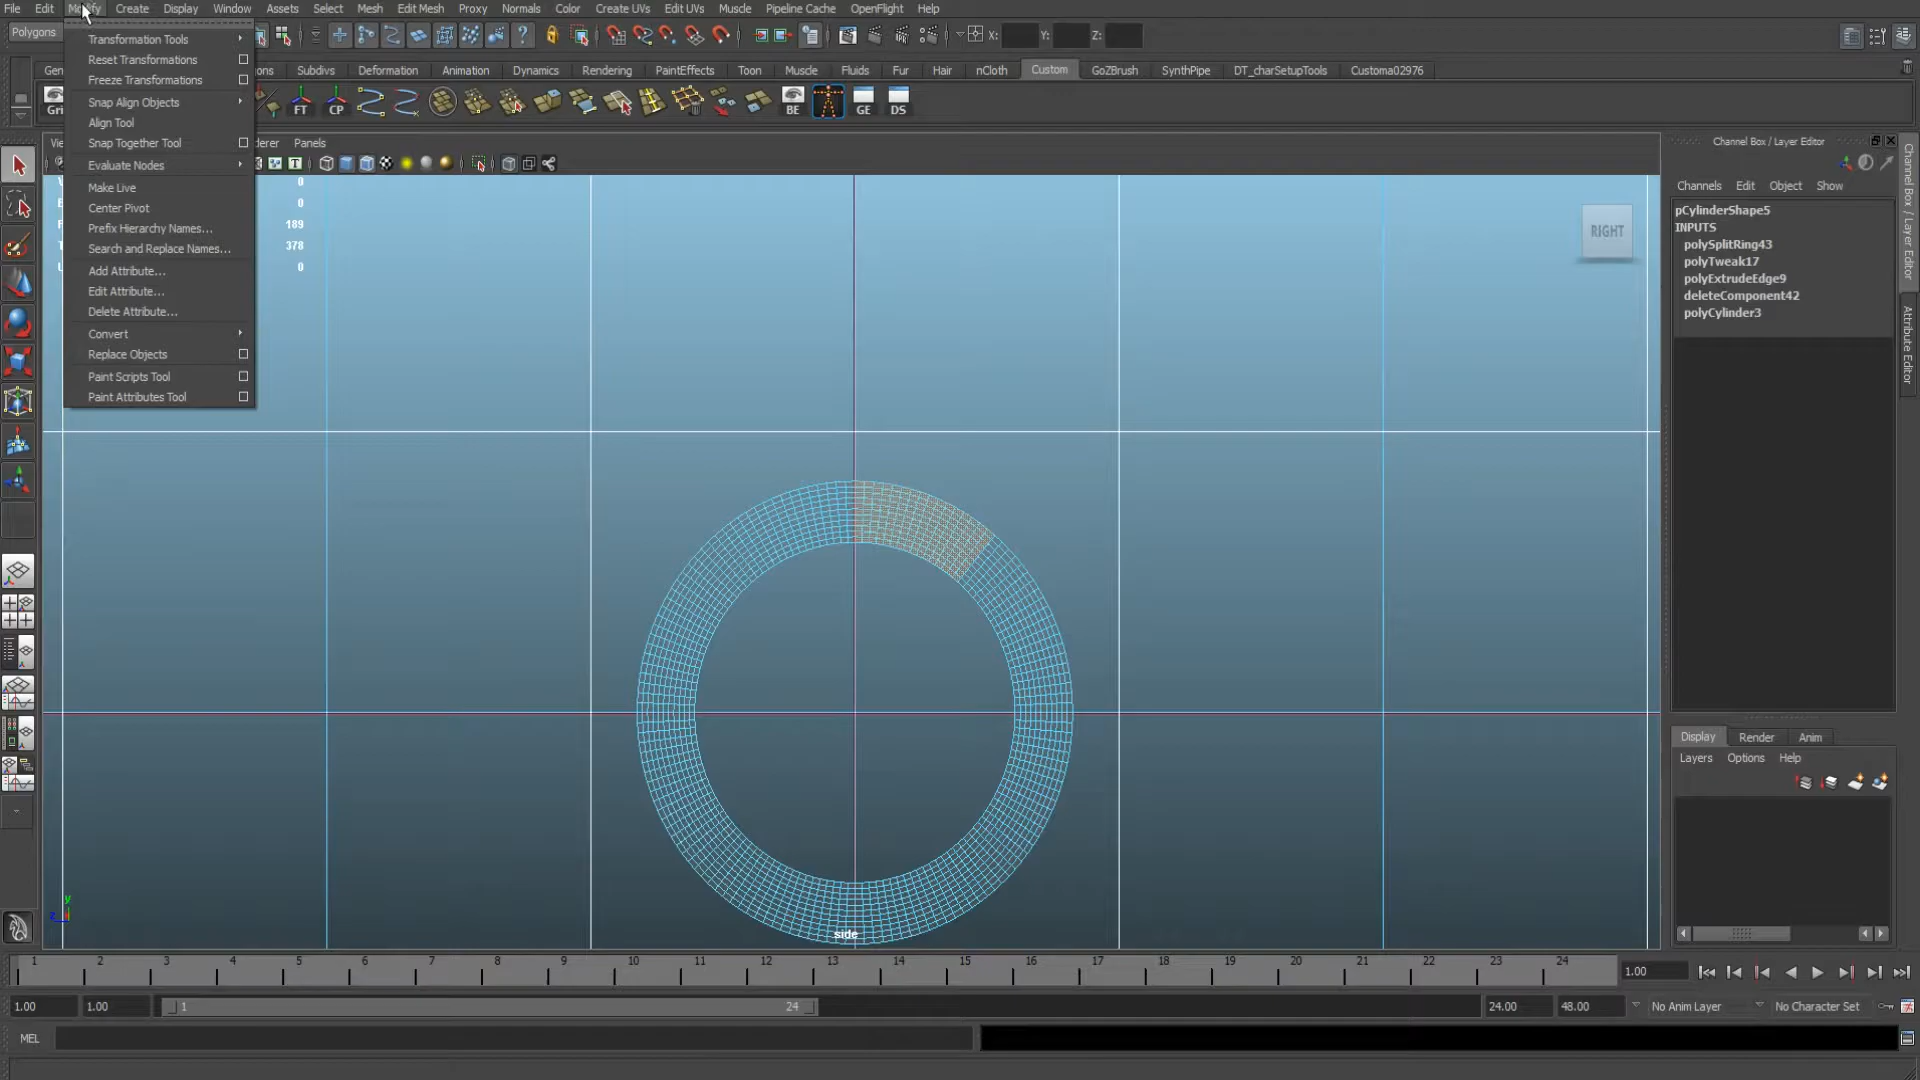 File Edit Modify Create Display Window Assets Select Mesh Edit Mesh Proxy Normals Color Create UVs Edit UVs Muscle Pipeline Cache OpenFlight Help
Polygons
X: Y: Z:
Gen Subdivs Deformation Animation Dynamics Rendering PaintEffects Toon Muscle Fluids Fur Hair nCloth Custom GoZBrush SynthPipe DT_charSetupTools Customa02976
Gri FT CP BE GE DS
Transformation Tools
Reset Transformations
Freeze Transformations
Snap Align Objects
Align Tool
Snap Together Tool
Evaluate Nodes
Make Live
Center Pivot
Prefix Hierarchy Names...
Search and Replace Names...
Add Attribute...
Edit Attribute...
Delete Attribute...
Convert
Replace Objects
Paint Scripts Tool
Paint Attributes Tool
Panels
0
0
189
378
0
RIGHT
side
y
z
Channel Box / Layer Editor
Channels Edit Object Show
pCylinderShape5
INPUTS
polySplitRing43
polyTweak17
polyExtrudeEdge9
deleteComponent42
polyCylinder3
Channel Box / Layer Editor
Attribute Editor
Display Render Anim
Layers Options Help
1 2 3 4 5 6 7 8 9 10 11 12 13 14 15 16 17 18 19 20 21 22 23 24
1.00
1.00 1.00 1 24 24.00 48.00 No Anim Layer No Character Set
MEL